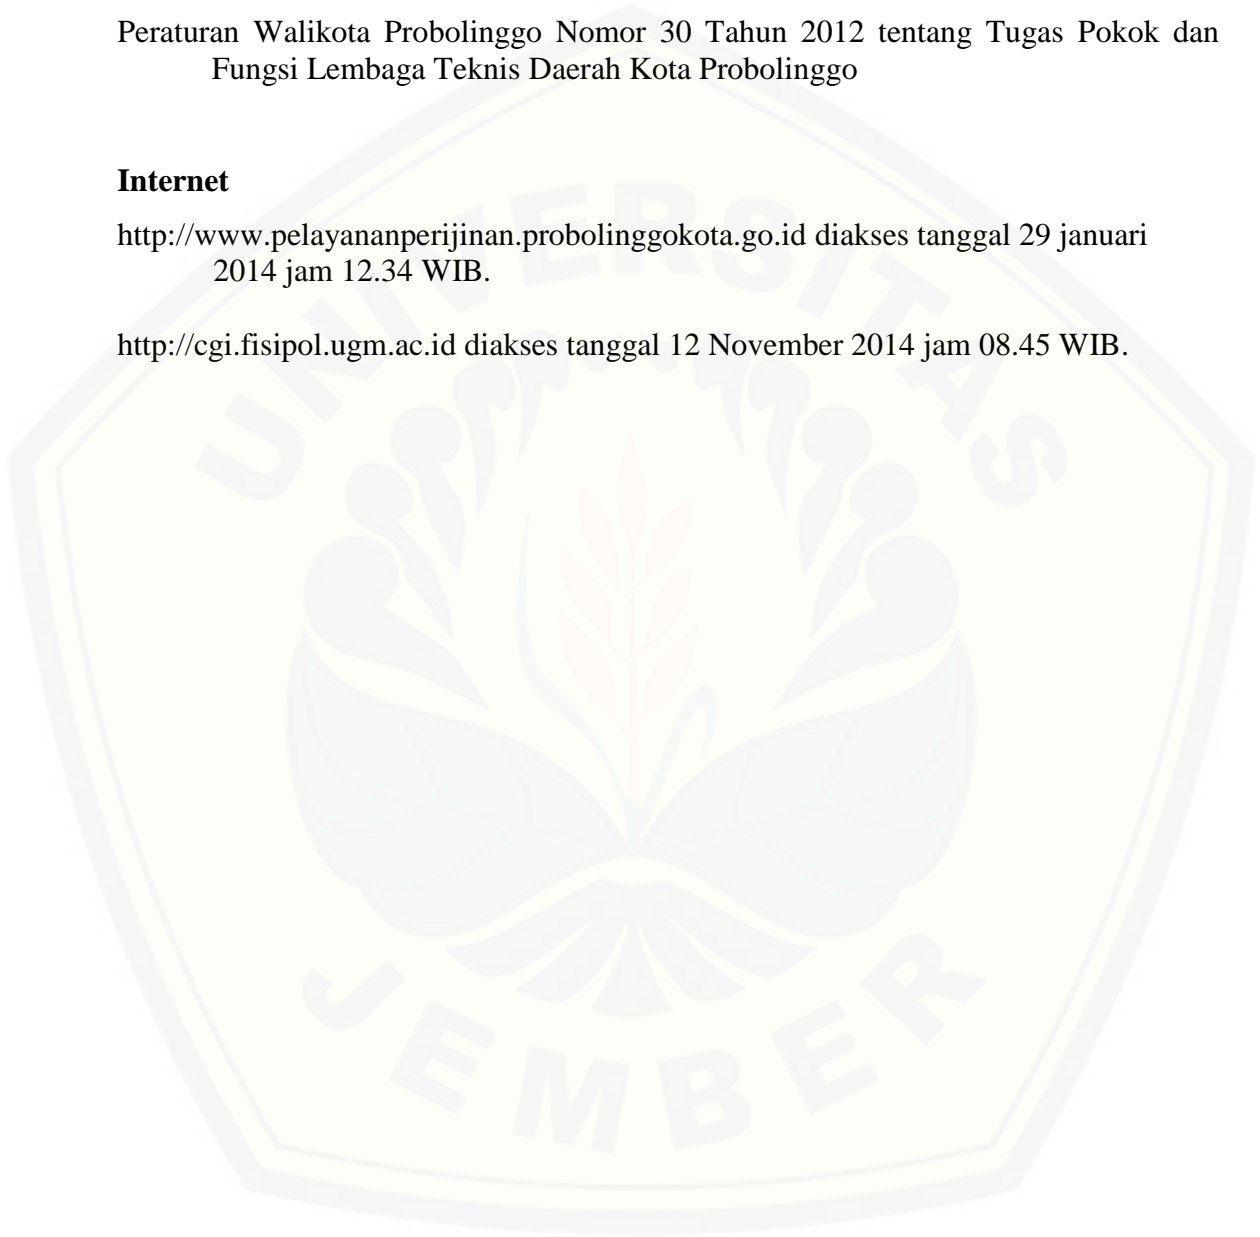 Peraturan Walikota Probolinggo Nomor 30 Tahun 2012 tentang Tugas Pokok dan
Fungsi Lembaga Teknis Daerah Kota Probolinggo
Internet
http://www.pelayananperijinan.probolinggokota.go.id diakses tanggal 29 januari
2014 jam 12.34 WIB.
http://cgi.fisipol.ugm.ac.id diakses tanggal 12 November 2014 jam 08.45 WIB.
UNIVERSITAS
JEMBER